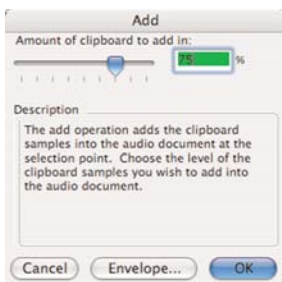 Add
Amount of clipboard to add in:
75 %
Description
The add operation adds the clipboard
samples into the audio document at the
selection point. Choose the level of the
clipboard samples you wish to add into
the audio document.
Cancel Envelope... OK